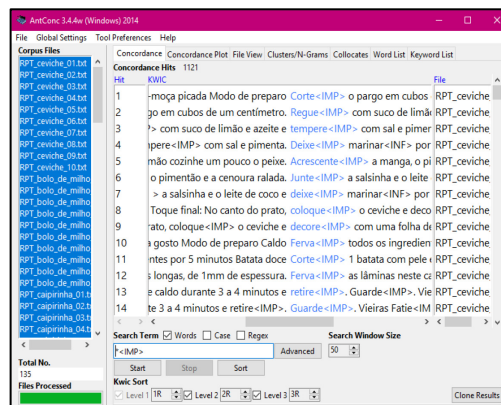 AntConc 3.4.4w (Windows) 2014
File Global Settings Tool Preferences Help
Corpus Files
RPT_ceviche_01.txt
RPT_ceviche_02.txt
RPT_ceviche_03.txt
RPT_ceviche_04.txt
RPT_ceviche_05.txt
RPT_ceviche_06.txt
RPT_ceviche_07.txt
RPT_ceviche_08.txt
RPT_ceviche_09.txt
RPT_ceviche_10.txt
RPT_bolo_de_milho
RPT_bolo_de_milho
RPT_bolo_de_milho
RPT_bolo_de_milho
RPT_bolo_de_milho
RPT_bolo_de_milho
RPT_caipirinha_01.t
RPT_caipirinha_02.t
RPT_caipirinha_03.t
RPT_caipirinha_04.t
Total No.
135
Files Processed
Concordance Concordance Plot File View Clusters/N-Grams Collocates Word List Keyword List
Concordance Hits 1121
Hit KWIC File
1 -moça picada Modo de preparo Corte<IMP> o pargo em cubos RPT_ceviche
2 go em cubos de um centímetro. Regue<IMP> com suco de limã RPT_ceviche
3 > com suco de limão e azeite e tempere<IMP> com sal e pimer RPT_ceviche
4 npere<IMP> com sal e pimenta. Deixe<IMP> marinar<INF> por RPT_ceviche
5 mão cozinhe um pouco o peixe. Acrescente<IMP> a manga, o pi RPT_ceviche
6 o pimentão e a cenoura ralada. Junte<IMP> a salsinha e o leite RPT_ceviche
7 > a salsinha e o leite de coco e deixe<IMP> marinar<INF> por RPT_ceviche
8 Toque final: No canto do prato, coloque<IMP> o ceviche e deco RPT_ceviche
9 rato, coloque<IMP> o ceviche e decore<IMP> com uma folha de RPT_ceviche
10 a gosto Modo de preparo Caldo Ferva<IMP> todos os ingredien RPT_ceviche
11 entes por 5 minutos Batata doce Corte<IMP> 1 batata com pele e RPT_ceviche
12 s longas, de 1mm de espessura. Ferva<IMP> as lâminas neste ca RPT_ceviche
13 e caldo durante 3 a 4 minutos e retire<IMP>. Guarde<IMP>. Vie RPT_ceviche
14 te 3 a 4 minutos e retire<IMP>. Guarde<IMP>. Vieiras Fatie<IM RPT_ceviche
Search Term Words Case Regex Search Window Size
*<IMP> Advanced 50
Start Stop Sort
Kwic Sort
Level 1 1R Level 2 2R Level 3 3R Clone Results